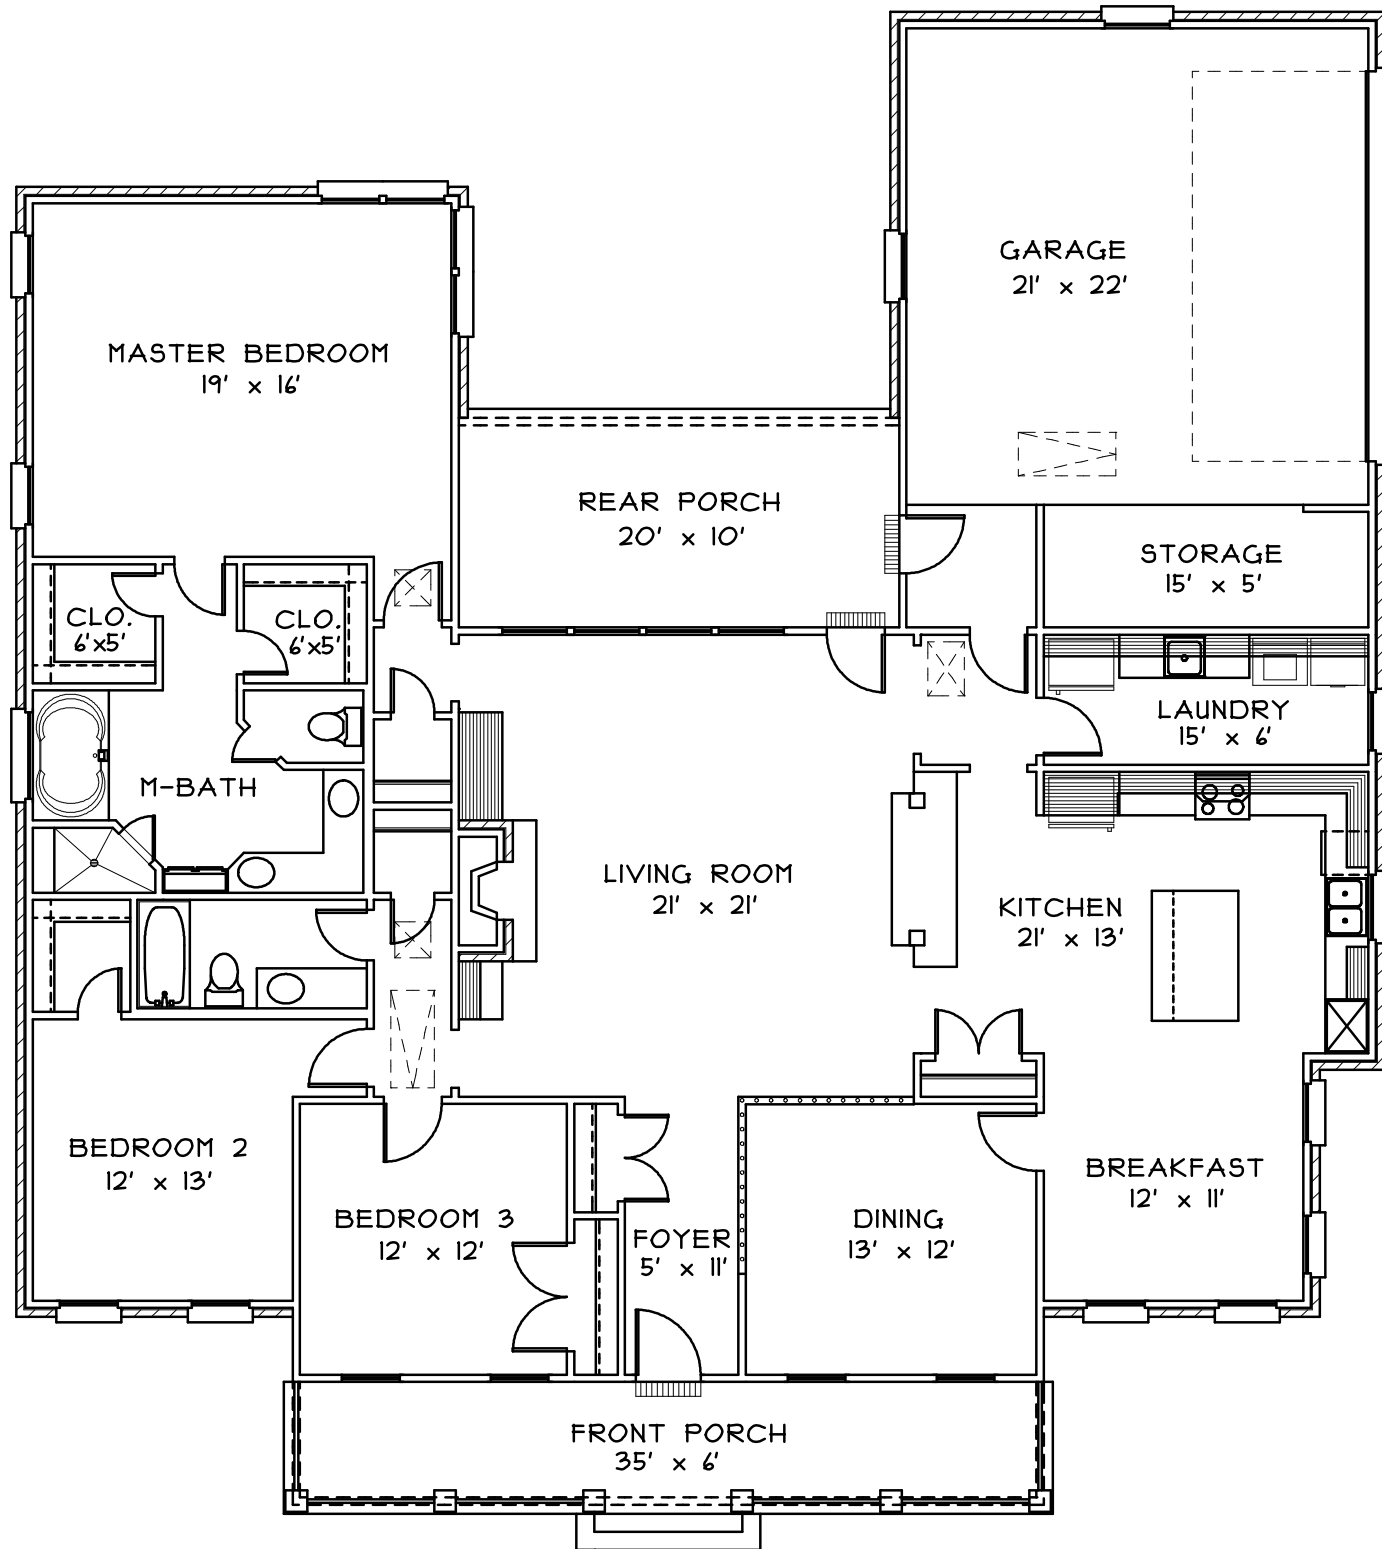 GARAGE
21' x 22'
MASTER BEDROOM
19' x 16'
REAR PORCH
20' x 10'
STORAGE
15' x 5'
CLO.
6'x5'
CLO.
6'x5'
LAUNDRY
15' x 6'
M-BATH
LIVING ROOM
21' x 21'
KITCHEN
21' x 13'
BEDROOM 2
12' x 13'
BREAKFAST
12' x 11'
BEDROOM 3
12' x 12'
FOYER
5' x 11'
DINING
13' x 12'
FRONT PORCH
35' x 6'